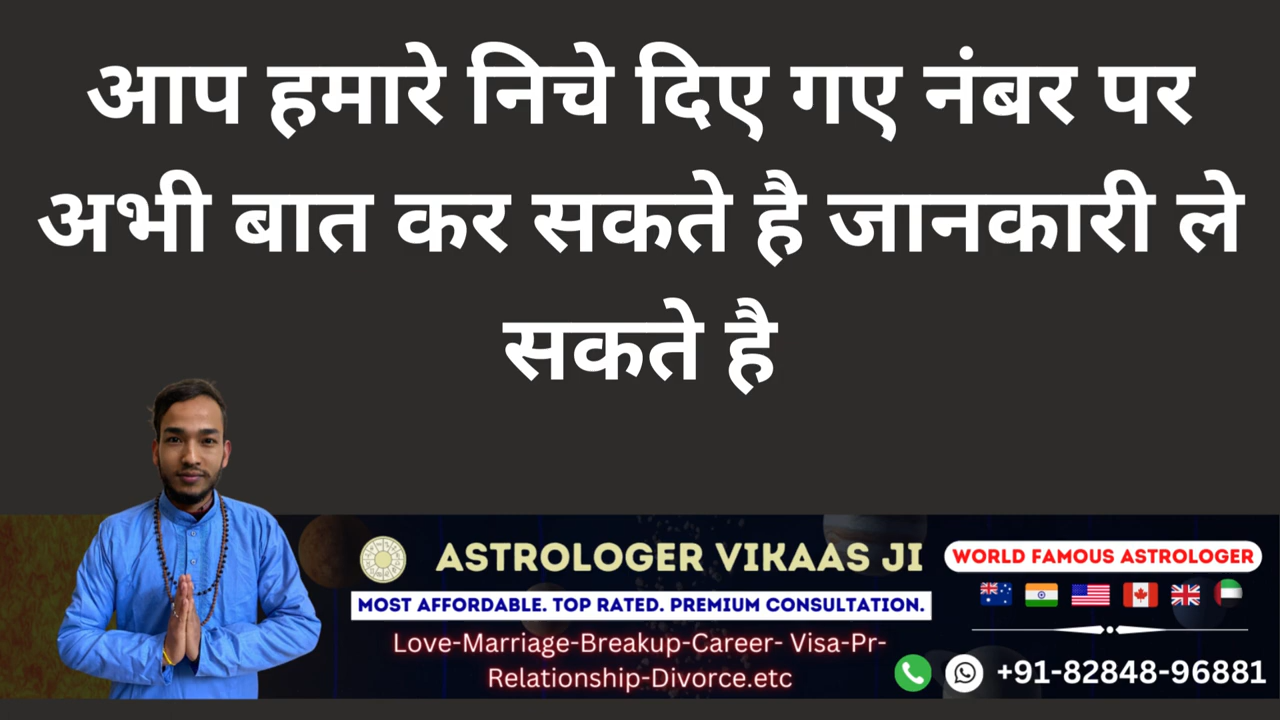 आप हमारे निचे दिए गए नंबर पर
अभी बात कर सकते है जानकारी ले
सकते है
ASTROLOGER VIKAAS JI
MOST AFFORDABLE. TOP RATED. PREMIUM CONSULTATION.
Love-Marriage-Breakup-Career- Visa-Pr-
Relationship-Divorce.etc
WORLD FAMOUS ASTROLOGER
+91-82848-96881